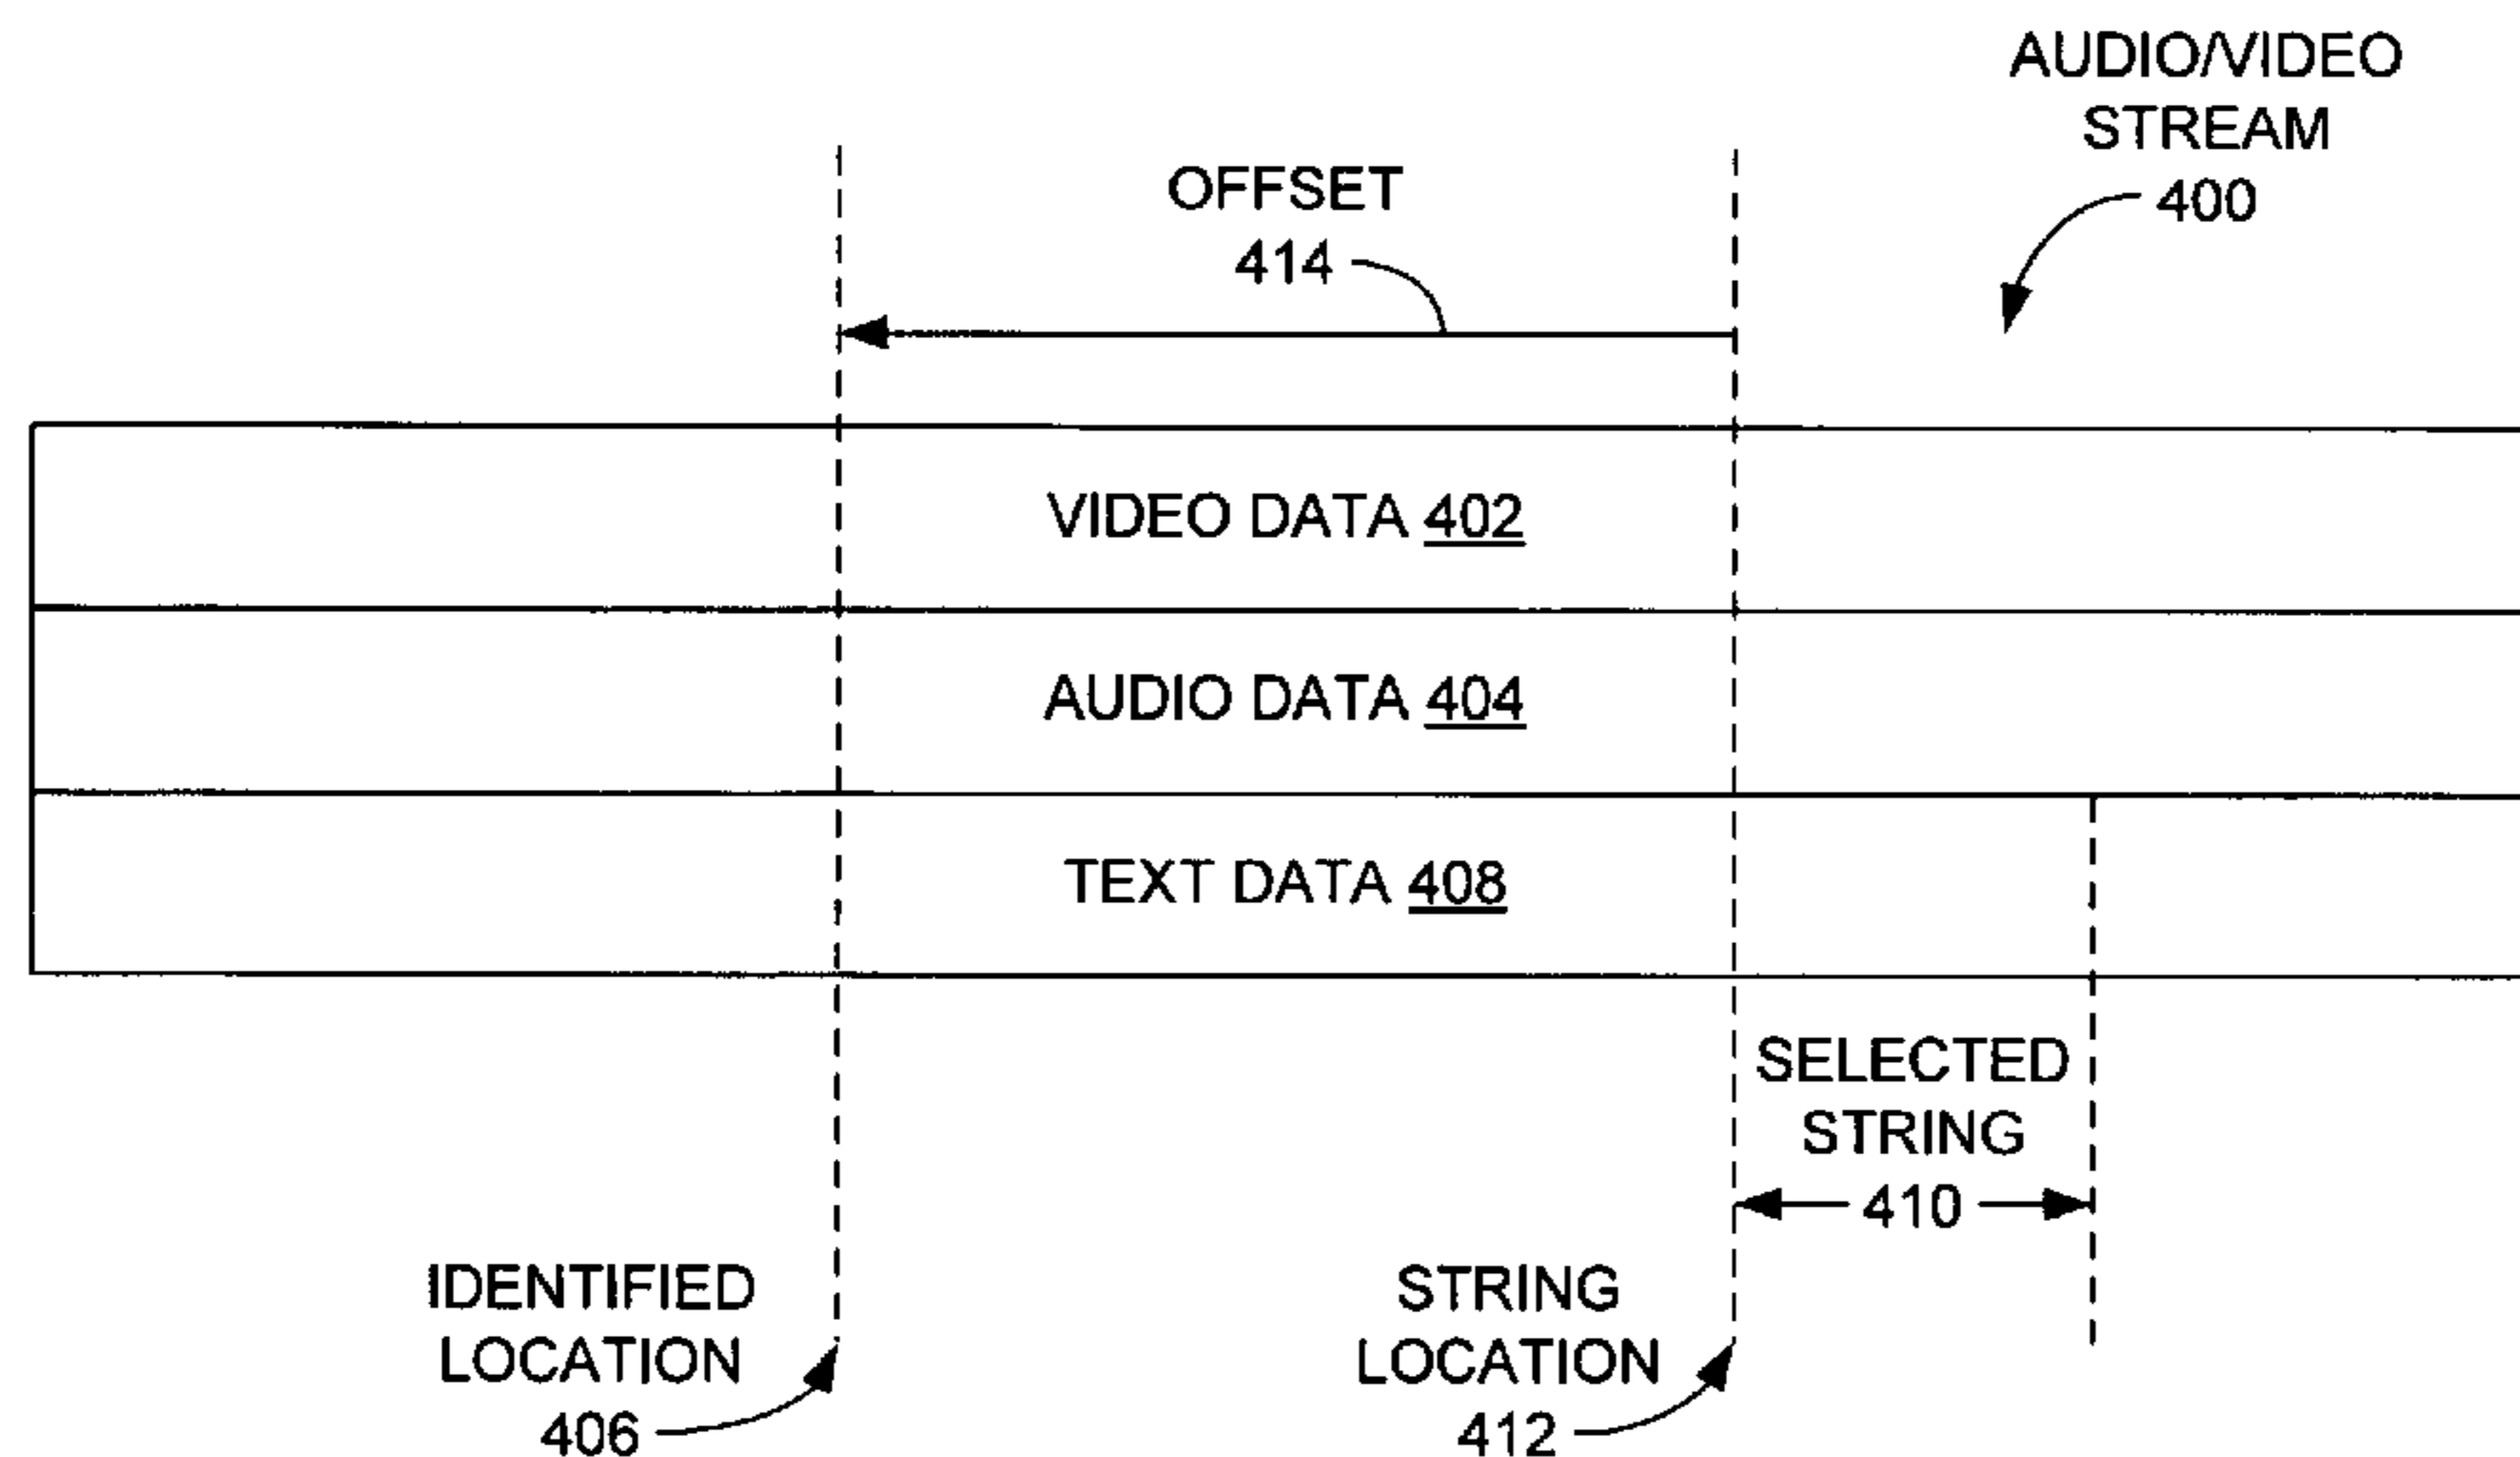 AUDIO/VIDEO
STREAM
400
OFFSET
414
VIDEO DATA 402
AUDIO DATA 404
TEXT DATA 408
SELECTED
STRING
410
IDENTIFIED
LOCATION
406
STRING
LOCATION
412